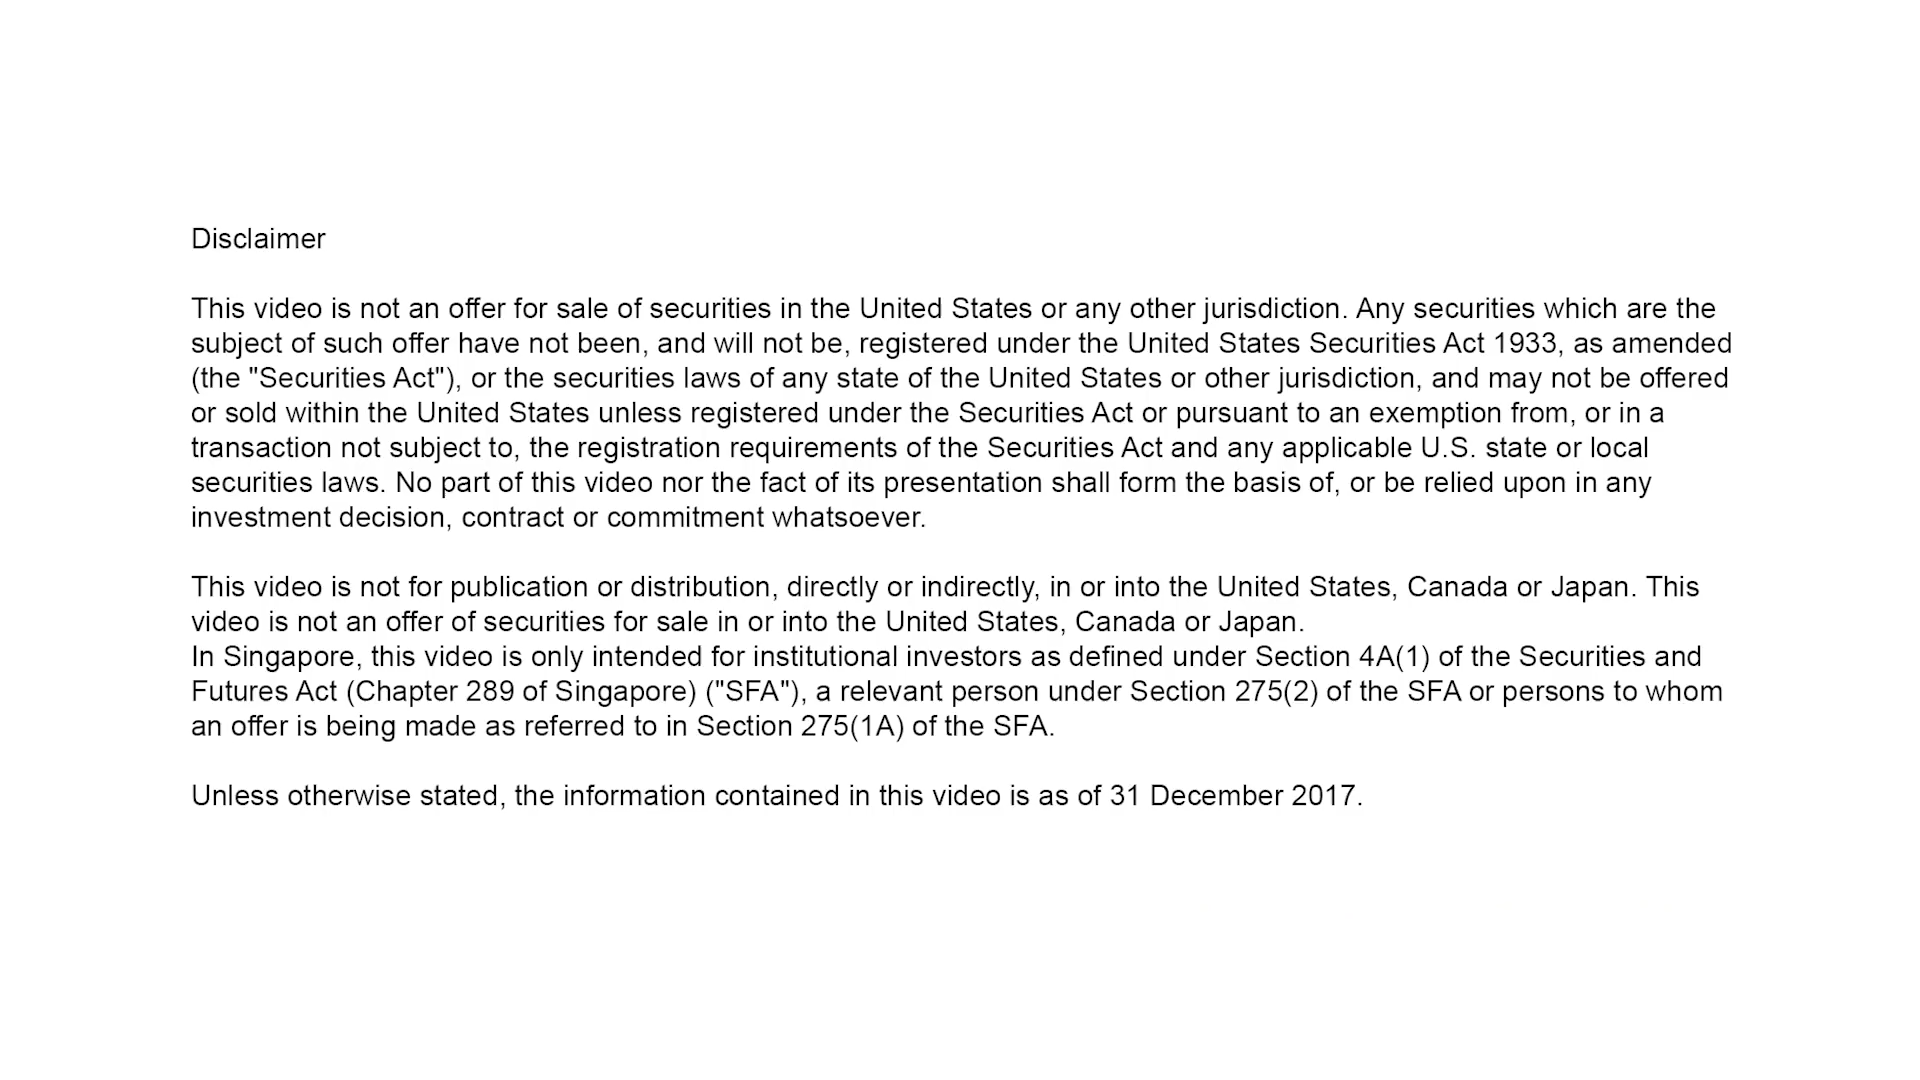 Disclaimer
This video is not an offer for sale of securities in the United States or any other jurisdiction. Any securities which are the
subject of such offer have not been, and will not be, registered under the United States Securities Act 1933, as amended
(the "Securities Act"), or the securities laws of any state of the United States or other jurisdiction, and may not be offered
or sold within the United States unless registered under the Securities Act or pursuant to an exemption from, or in a
transaction not subject to, the registration requirements of the Securities Act and any applicable U.S. state or local
securities laws. No part of this video nor the fact of its presentation shall form the basis of, or be relied upon in any
investment decision, contract or commitment whatsoever.
This video is not for publication or distribution, directly or indirectly, in or into the United States, Canada or Japan. This
video is not an offer of securities for sale in or into the United States, Canada or Japan.
In Singapore, this video is only intended for institutional investors as defined under Section 4A(1) of the Securities and
Futures Act (Chapter 289 of Singapore) ("SFA"), a relevant person under Section 275(2) of the SFA or persons to whom
an offer is being made as referred to in Section 275(1A) of the SFA.
Unless otherwise stated, the information contained in this video is as of 31 December 2017.